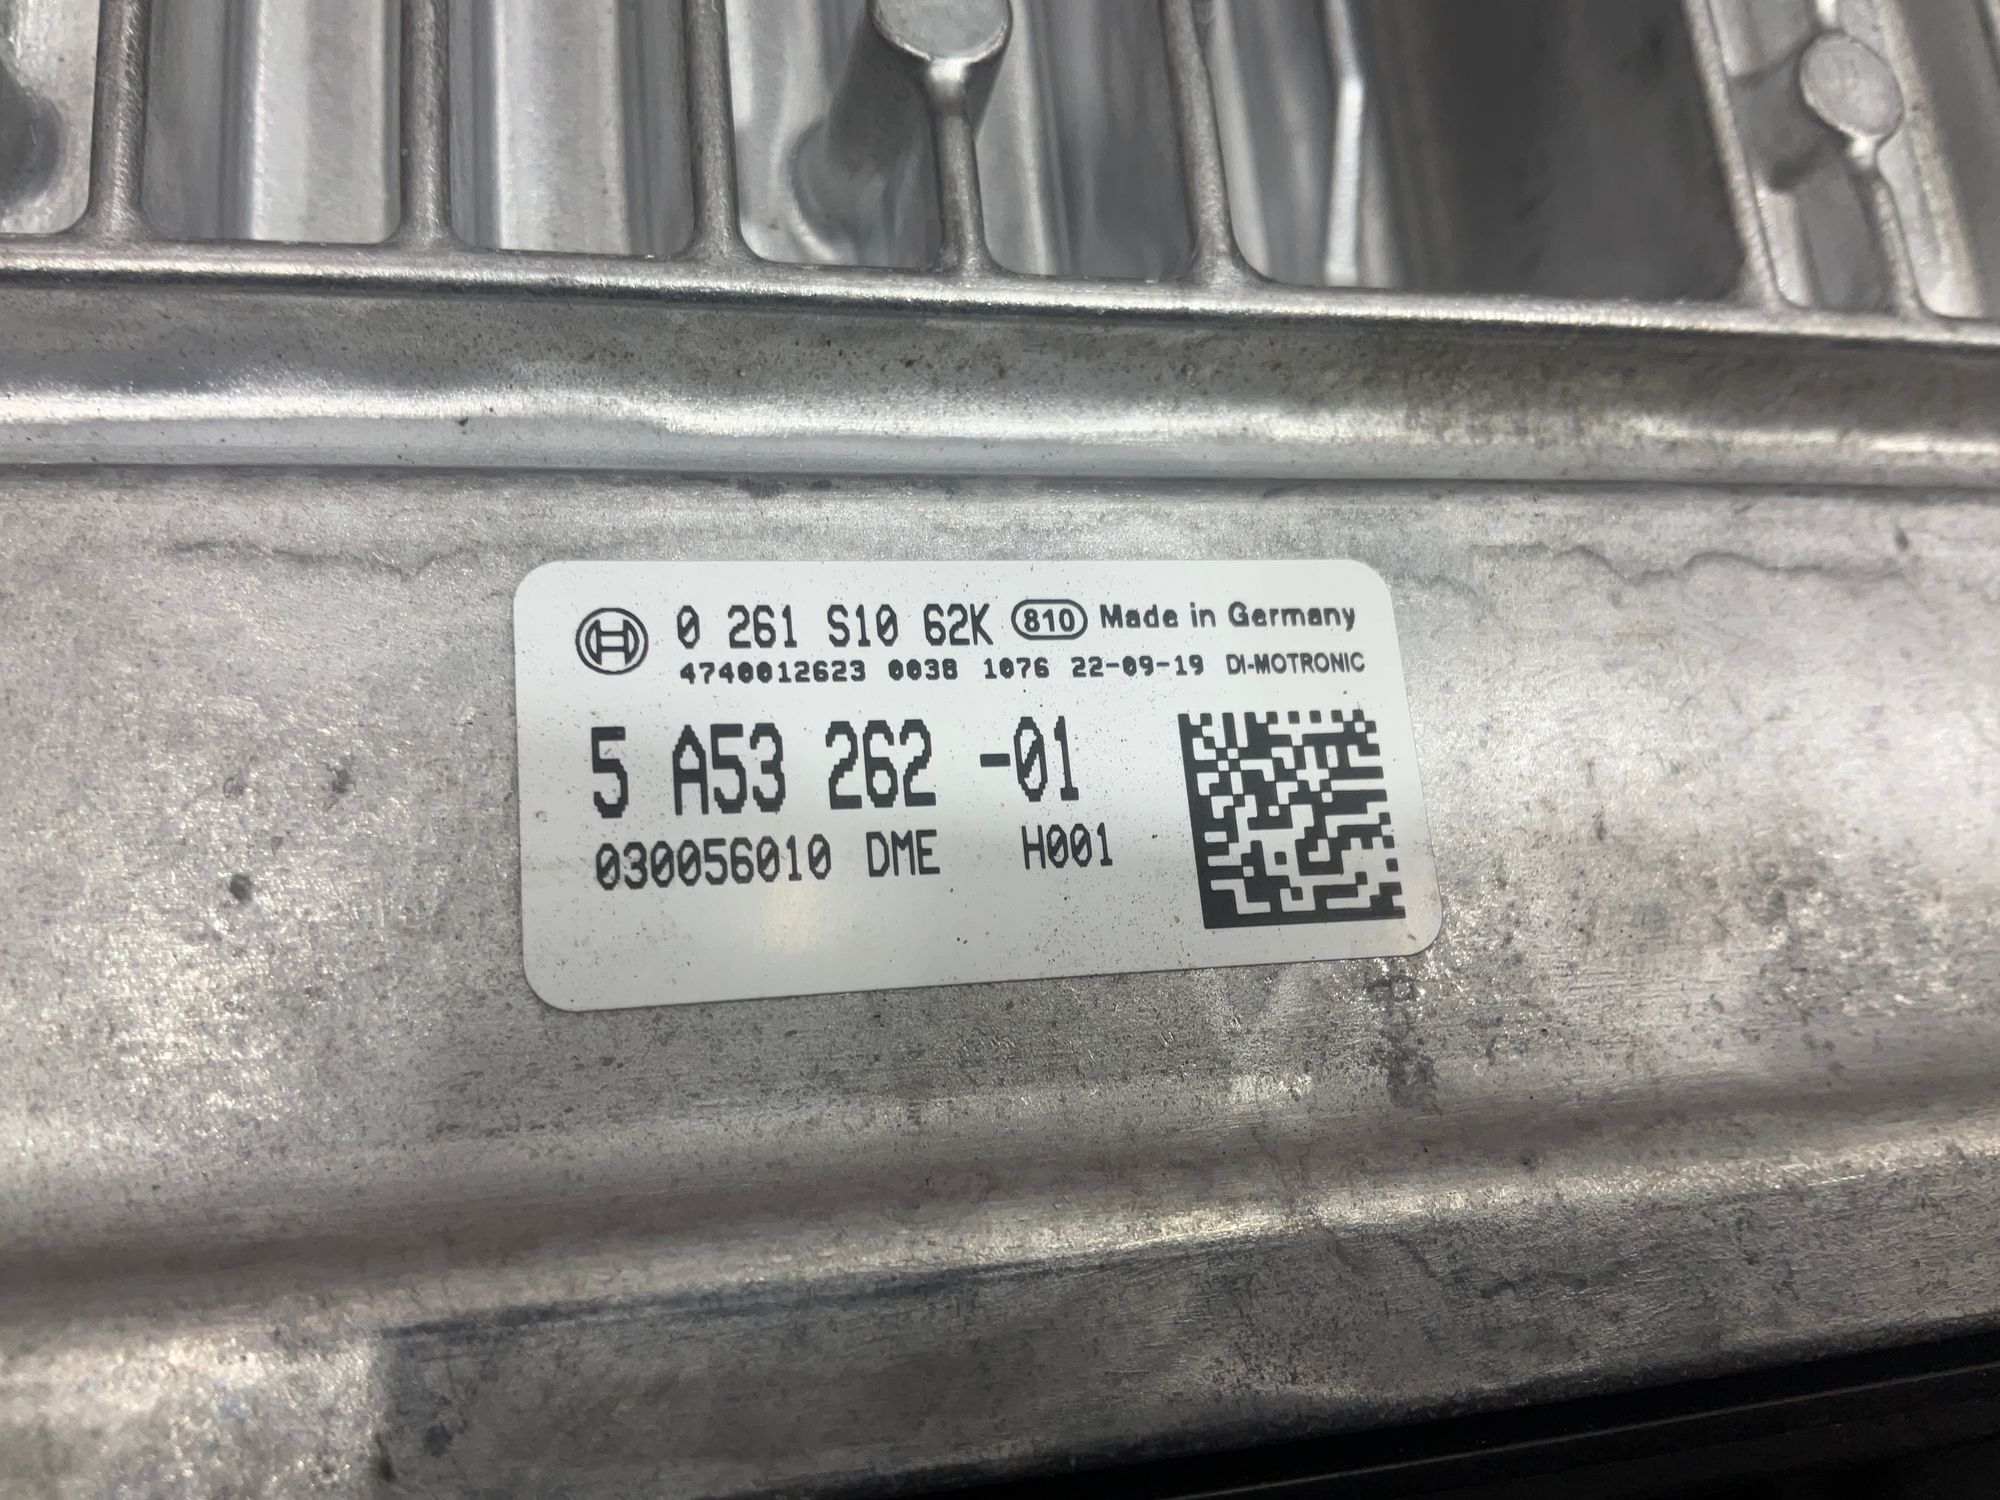 0 261 S10 62K 810 Made in Germany
4740012623 0038 1076 22-09-19 DI-MOTRONIC
5 A53 262 -01
030056010 DME H001